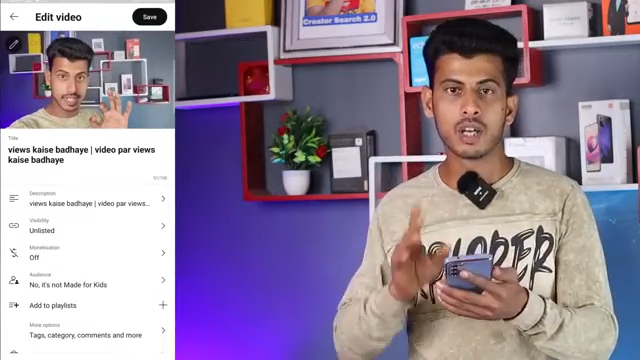 Edit video
Save
Title
views kaise badhaye | video par views
kaise badhaye
Description
views kaise badhaye | video par views...
Visibility
Unlisted
Monetisation
Off
Audience
No, it's not Made for Kids
Add to playlists
More options
Tags, category, comments and more
Creator Search 2.0